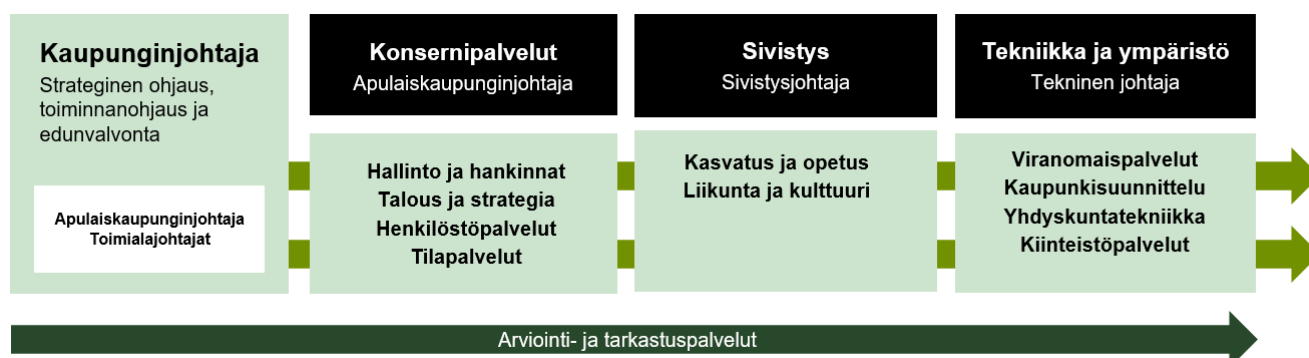 Kaupunginjohtaja
Strateginen ohjaus,
toiminnanohjaus ja
edunvalvonta
Apulaiskaupunginjohtaja
Toimialajohtajat
Konsernipalvelut
Apulaiskaupunginjohtaja
Hallinto ja hankinnat
Talous ja strategia
Henkilöstöpalvelut
Tilapalvelut
Sivistys
Sivistysjohtaja
Kasvatus ja opetus
Liikunta ja kulttuuri
Tekniikka ja ympäristö
Tekninen johtaja
Viranomaispalvelut
Kaupunkisuunnittelu
Yhdyskuntatekniikka
Kiinteistöpalvelut
Arviointi- ja tarkastuspalvelut